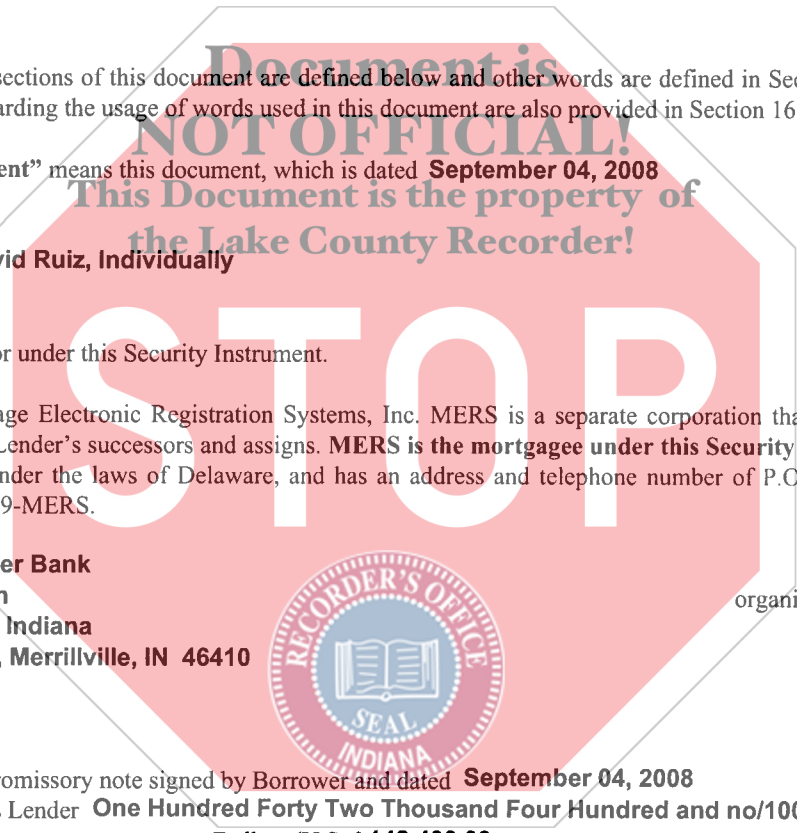 Document is
sections of this document are defined below and other words are defined in Sec
arding the usage of words used in this document are also provided in Section 16
NOT OFFICIAL!
ent” means this document, which is dated September 04, 2008
This Document is the property of
the Lake County Recorder!
vid Ruiz, Individually
STOP
or under this Security Instrument.
age Electronic Registration Systems, Inc. MERS is a separate corporation tha
Lender’s successors and assigns. MERS is the mortgagee under this Security
nder the laws of Delaware, and has an address and telephone number of P.O
9-MERS.
er Bank
n organi
Indiana
, Merrillville, IN 46410
RECORDER'S OFFICE
SEAL
INDIANA
romissory note signed by Borrower and dated September 04, 2008
s Lender One Hundred Forty Two Thousand Four Hundred and no/100